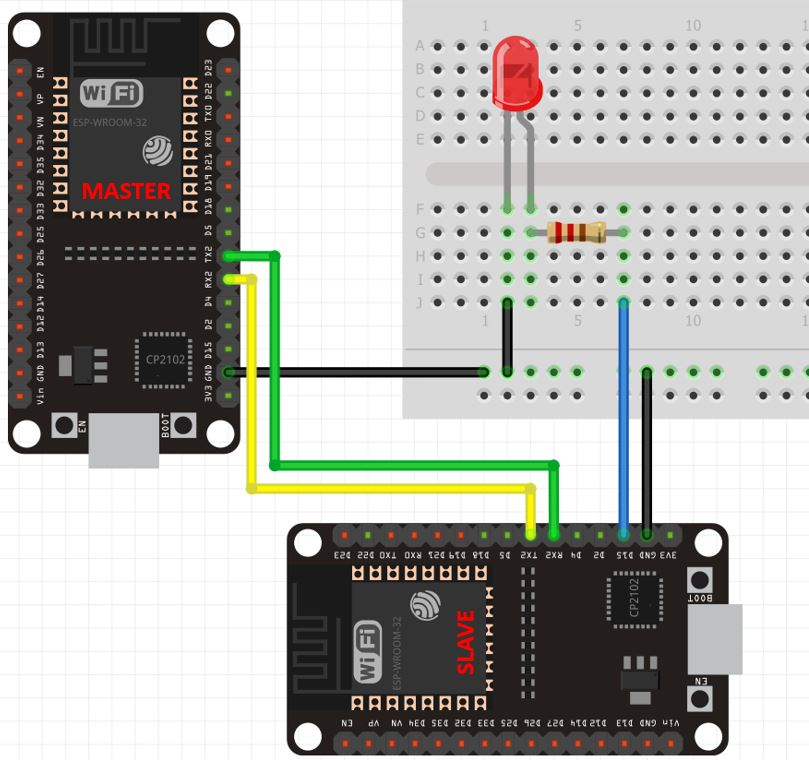 EN
VP
VN
D34
D35
D32
D33
D25
D26
D27
D14
D12
D13
GND
Vin
WiFi
ESP-WROOM-32
MASTER
CP2102
EN
BOOT
D23
D22
TX0
RX0
D21
D19
D18
D5
TX2
RX2
D4
D2
D15
GND
3V3
1 5 10
A
B
C
D
E
F
G
H
I
J
1 5 10
D23 D22 TX0 RX0 D21 D19 D18 D5 TX2 RX2 D4 D2 D15 GND 3V3
WiFi
ESP-WROOM-32
SLAVE
CP2102
BOOT
EN
EN VP VN D34 D35 D32 D33 D25 D26 D27 D14 D12 D13 GND Vin